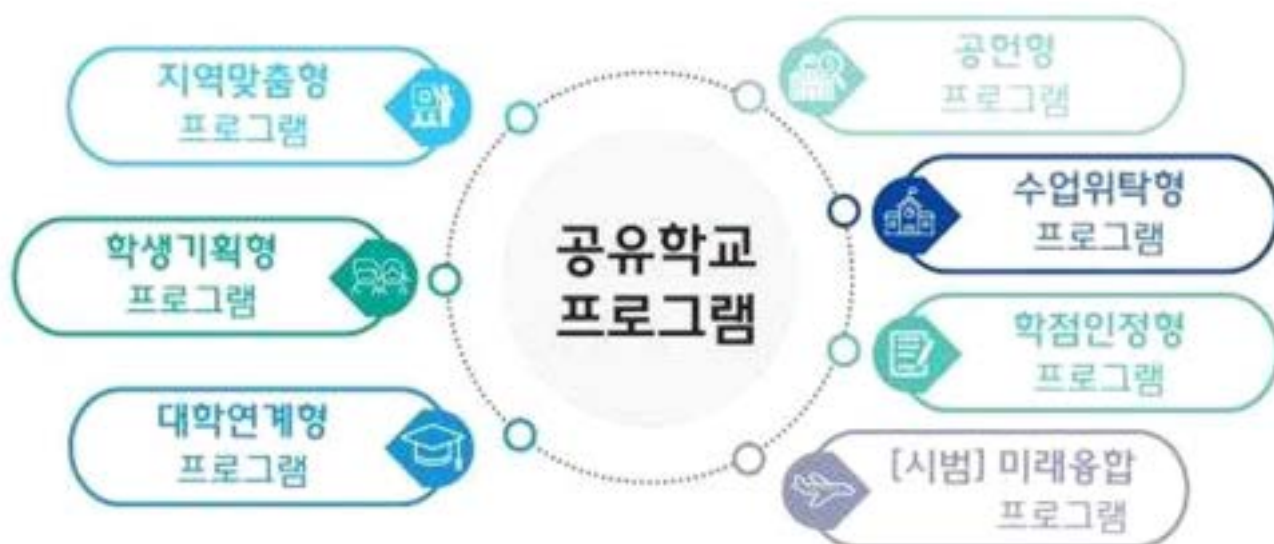 지역맞춤형
프로그램
학생기획형
프로그램
대학연계형
프로그램
공유학교
프로그램
공헌형
프로그램
수업위탁형
프로그램
학점인정형
프로그램
[시범] 미래융합
프로그램